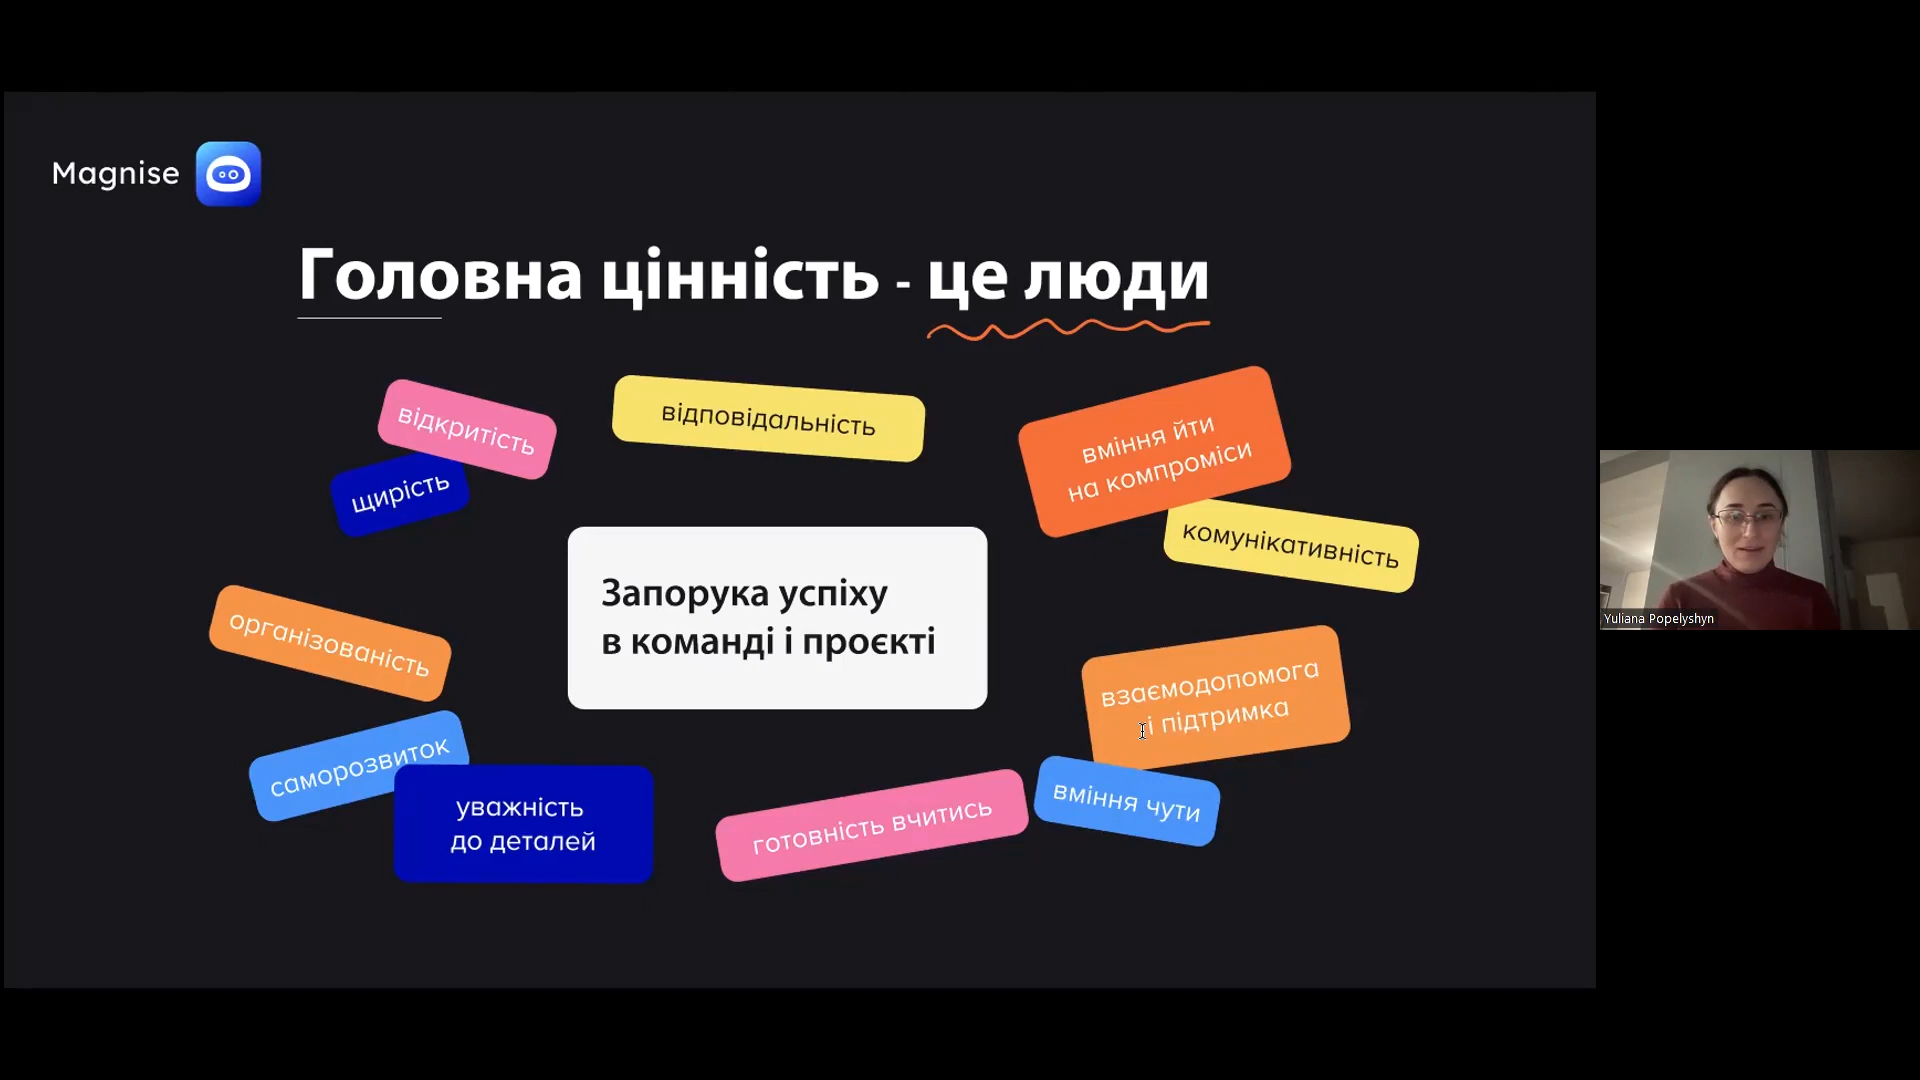 Magnise
Головна цінність - це люди
відкритість
відповідальність
вміння йти
на компроміси
щирість
комунікативність
Запорука успіху
в команді і проєкті
організованість
взаємодопомога
і підтримка
саморозвиток
уважність
до деталей
готовність вчитись
вміння чути
Yuliana Popelyshyn